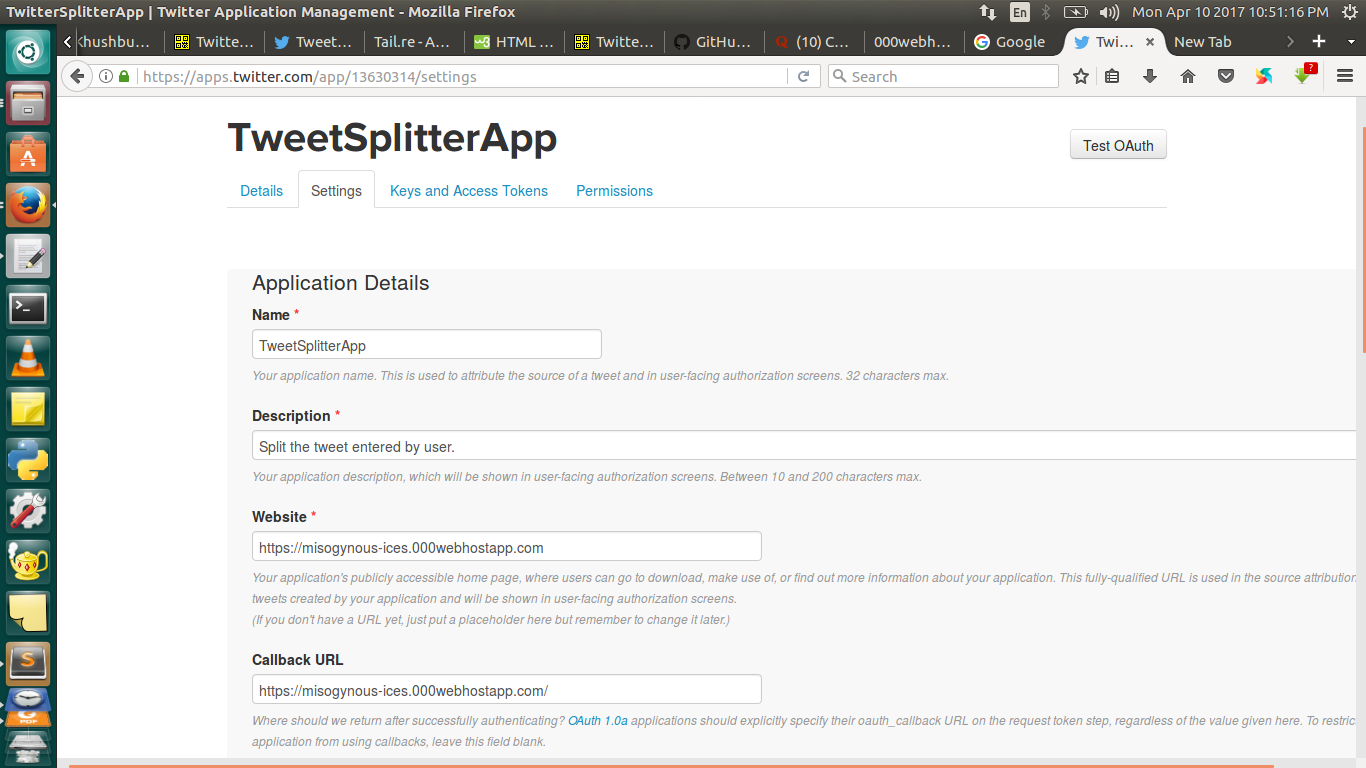 TwitterSplitterApp | Twitter Application Management - Mozilla Firefox
En
Mon Apr 10 2017 10:51:16 PM
Khushbu...
Twitte...
Tweet...
Tail.re - A...
HTML ...
Twitte...
GitHu...
(10) C...
000webh...
Google
Twi...
New Tab
https://apps.twitter.com/app/13630314/settings
Search
TweetSplitterApp
Test OAuth
Details
Settings
Keys and Access Tokens
Permissions
Application Details
Name *
TweetSplitterApp
Your application name. This is used to attribute the source of a tweet and in user-facing authorization screens. 32 characters max.
Description *
Split the tweet entered by user.
Your application description, which will be shown in user-facing authorization screens. Between 10 and 200 characters max.
Website *
https://misogynous-ices.000webhostapp.com
Your application's publicly accessible home page, where users can go to download, make use of, or find out more information about your application. This fully-qualified URL is used in the source attribution
tweets created by your application and will be shown in user-facing authorization screens.
(If you don't have a URL yet, just put a placeholder here but remember to change it later.)
Callback URL
https://misogynous-ices.000webhostapp.com/
Where should we return after successfully authenticating? OAuth 1.0a applications should explicitly specify their oauth_callback URL on the request token step, regardless of the value given here. To restric
application from using callbacks, leave this field blank.
PDF